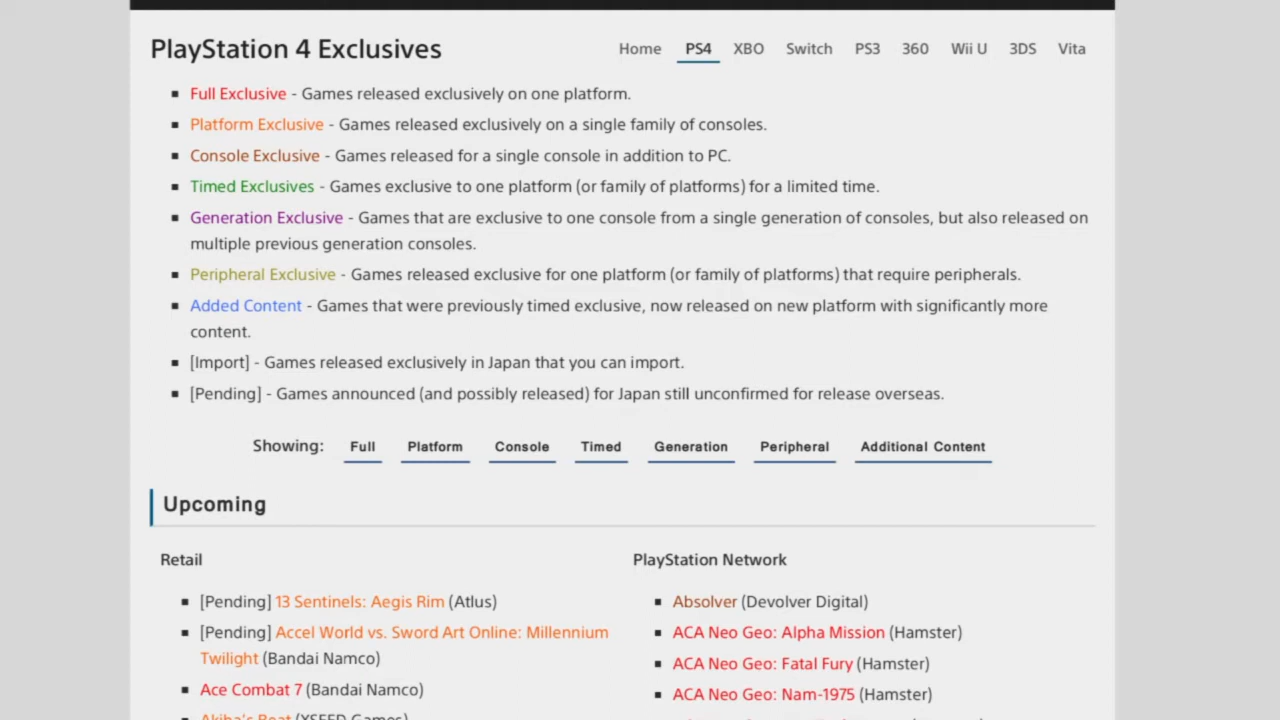 PlayStation 4 Exclusives
Home PS4 XBO Switch PS3 360 Wii U 3DS Vita
Full Exclusive - Games released exclusively on one platform.
Platform Exclusive - Games released exclusively on a single family of consoles.
Console Exclusive - Games released for a single console in addition to PC.
Timed Exclusives - Games exclusive to one platform (or family of platforms) for a limited time.
Generation Exclusive - Games that are exclusive to one console from a single generation of consoles, but also released on
multiple previous generation consoles.
Peripheral Exclusive - Games released exclusive for one platform (or family of platforms) that require peripherals.
Added Content - Games that were previously timed exclusive, now released on new platform with significantly more
content.
[Import] - Games released exclusively in Japan that you can import.
[Pending] - Games announced (and possibly released) for Japan still unconfirmed for release overseas.
Showing: Full Platform Console Timed Generation Peripheral Additional Content
Upcoming
Retail
[Pending] 13 Sentinels: Aegis Rim (Atlus)
[Pending] Accel World vs. Sword Art Online: Millennium
Twilight (Bandai Namco)
Ace Combat 7 (Bandai Namco)
Akiba's Beat (XSEED Games)
PlayStation Network
Absolver (Devolver Digital)
ACA Neo Geo: Alpha Mission (Hamster)
ACA Neo Geo: Fatal Fury (Hamster)
ACA Neo Geo: Nam-1975 (Hamster)